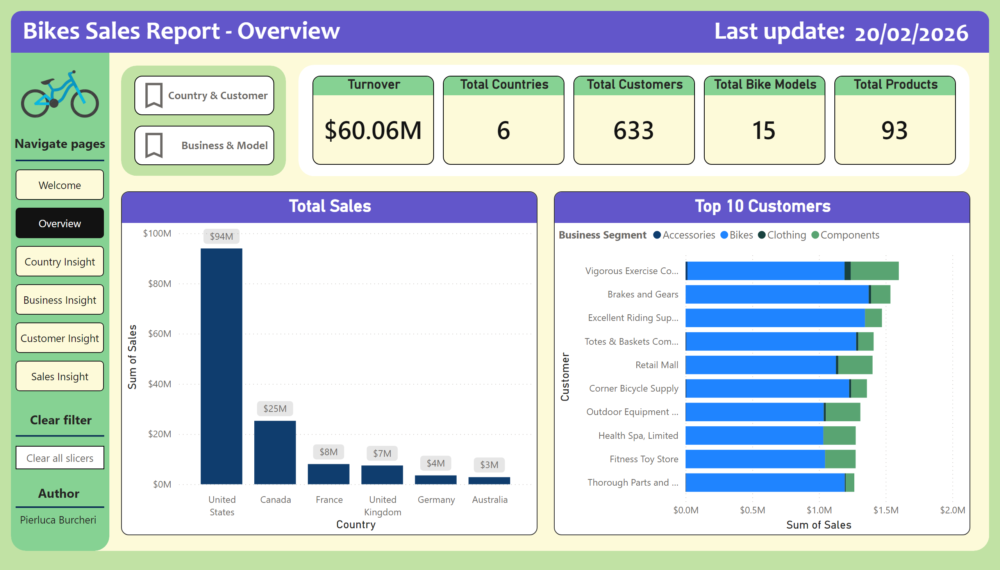 Bikes Sales Report - Overview
Last update: 20/02/2026
Navigate pages
Welcome
Overview
Country Insight
Business Insight
Customer Insight
Sales Insight
Clear filter
Clear all slicers
Author
Pierluca Burcheri
Country & Customer
Business & Model
Turnover
$60.06M
Total Countries
6
Total Customers
633
Total Bike Models
15
Total Products
93
Total Sales
Sum of Sales
$100M
$80M
$60M
$40M
$20M
$0M
$94M
$25M
$8M
$7M
$4M
$3M
United
States
Canada
France
United
Kingdom
Germany
Australia
Country
Top 10 Customers
Business Segment Accessories Bikes Clothing Components
Customer
Vigorous Exercise Co...
Brakes and Gears
Excellent Riding Sup...
Totes & Baskets Com...
Retail Mall
Corner Bicycle Supply
Outdoor Equipment ...
Health Spa, Limited
Fitness Toy Store
Thorough Parts and ...
$0.0M $0.5M $1.0M $1.5M $2.0M
Sum of Sales